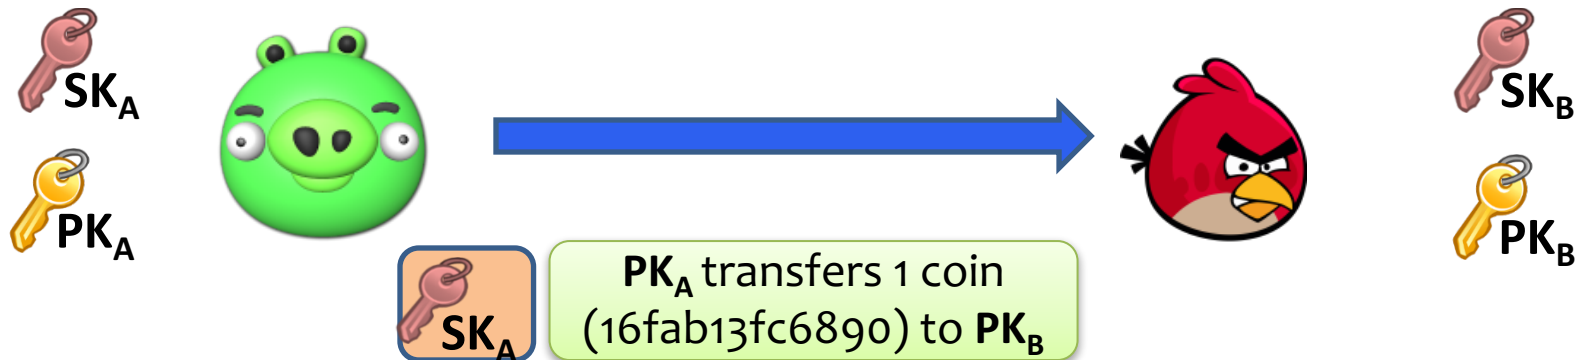 SKA
SKB
PKA
PKB
SKA
PKA transfers 1 coin
(16fab13fc6890) to PKB